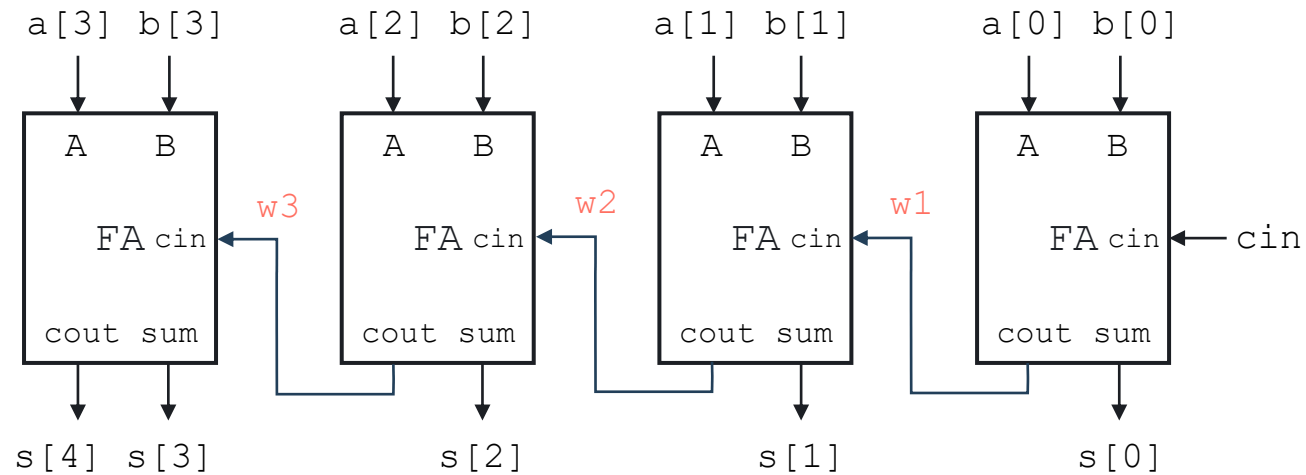 a[3] b[3] a[2] b[2] a[1] b[1] a[0] b[0]
A B A B A B A B
w3 w2 w1
FA cin FA cin FA cin FA cin cin
cout sum cout sum cout sum cout sum
s[4] s[3] s[2] s[1] s[0]